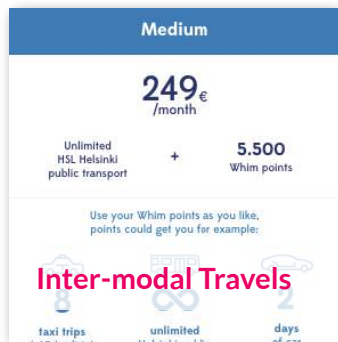 Medium
249€
/month
Unlimited
HSL Helsinki
public transport
+
5.500
Whim points
Use your Whim points as you like,
points could get you for example:
Inter-modal Travels
8
∞
2
taxi trips
unlimited
days